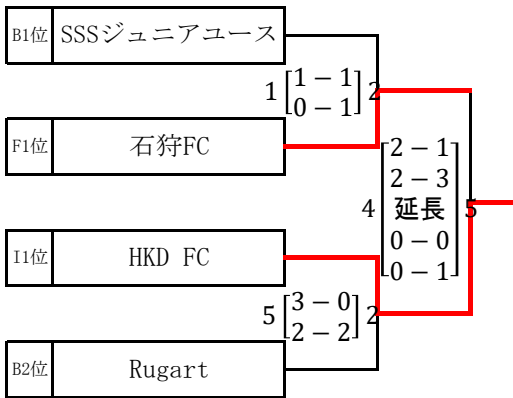 B1位 SSSジュニアユース
1 [1 − 1
0 − 1] 2
F1位 石狩FC
4 [2 − 1
2 − 3
延長
0 − 0
0 − 1] 5
I1位 HKD FC
5 [3 − 0
2 − 2] 2
B2位 Rugart